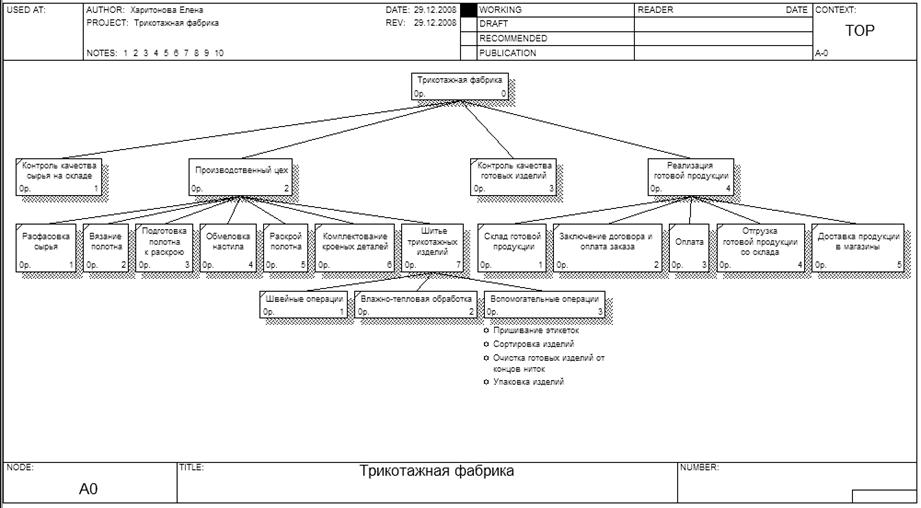 USED AT:
AUTHOR: Харитонова Елена
DATE: 29.12.2008
WORKING
READER
DATE
CONTEXT:
PROJECT: Трикотажная фабрика
REV: 29.12.2008
DRAFT
TOP
RECOMMENDED
NOTES: 1 2 3 4 5 6 7 8 9 10
PUBLICATION
A-0
Трикотажная фабрика
0р. 0
Контроль качества
сырья на складе
0р. 1
Производственный цех
0р. 2
Контроль качества
готовых изделий
0р. 3
Реализация
готовой продукции
0р. 4
Расфасовка
сырья
0р. 1
Вязание
полотна
0р. 2
Подготовка
полотна
к раскрою
0р. 3
Обмеловка
настила
0р. 4
Раскрой
полотна
0р. 5
Комплектование
кроеных деталей
0р. 6
Шитье
трикотажных
изделий
0р. 7
Склад готовой
продукции
0р. 1
Заключение договора и
оплата заказа
0р. 2
Оплата
0р. 3
Отгрузка
готовой продукции
со склада
0р. 4
Доставка продукции
в магазины
0р. 5
Швейные операции
0р. 1
Влажно-тепловая обработка
0р. 2
Вспомогательные операции
0р. 3
Пришивание этикеток
Сортировка изделий
Очистка готовых изделий от
концов ниток
Упаковка изделий
NODE:
TITLE:
NUMBER:
A0
Трикотажная фабрика